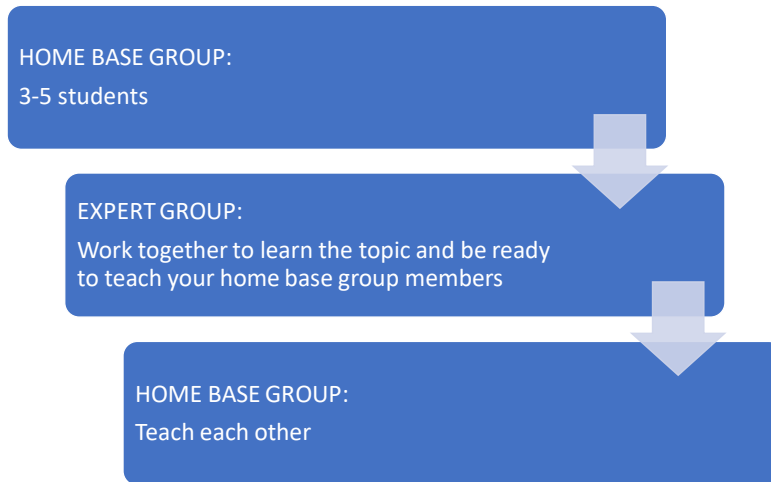 HOME BASE GROUP:
3-5 students
EXPERT GROUP:
Work together to learn the topic and be ready
to teach your home base group members
HOME BASE GROUP:
Teach each other